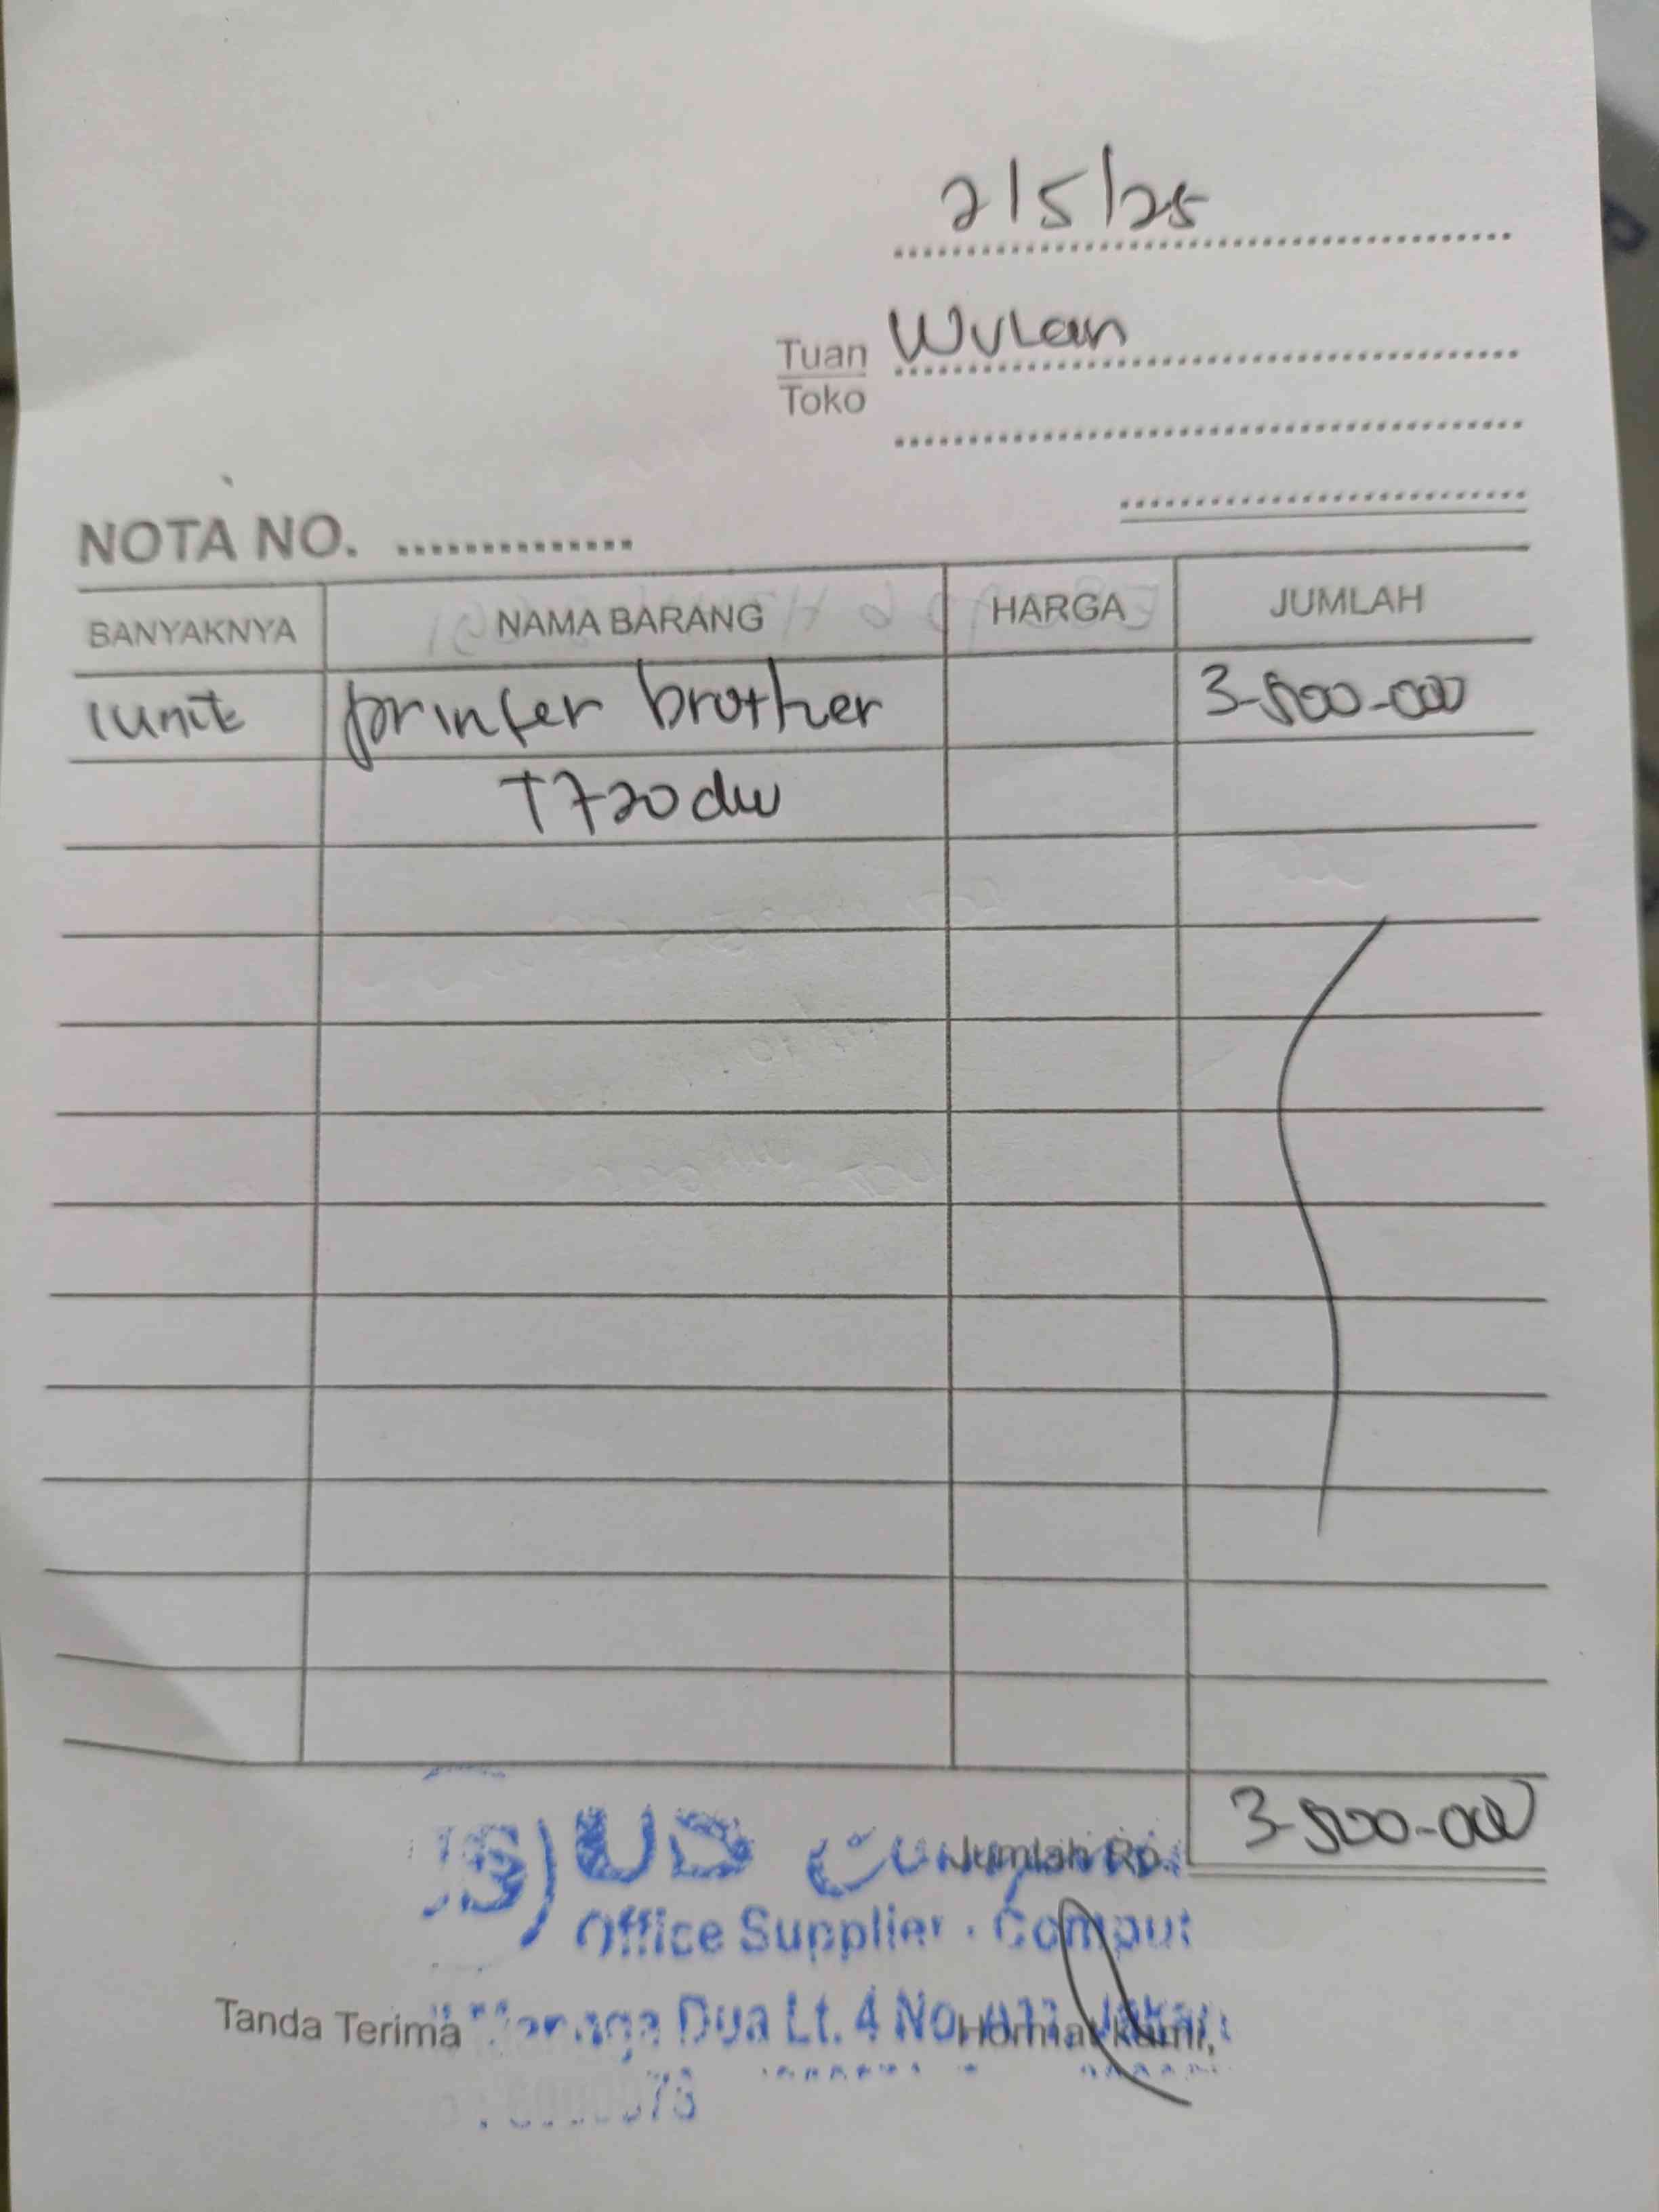 2/5/25
Tuan Wulan
Toko
NOTA NO. ..............
BANYAKNYA NAMA BARANG HARGA JUMLAH
1unit printer brother 3-500-000
T720dw
Jumlah Rp. 3-500-000
UD
Office Supplier
Tanda Terima Dua Lt. 4 No. Hormat kami,